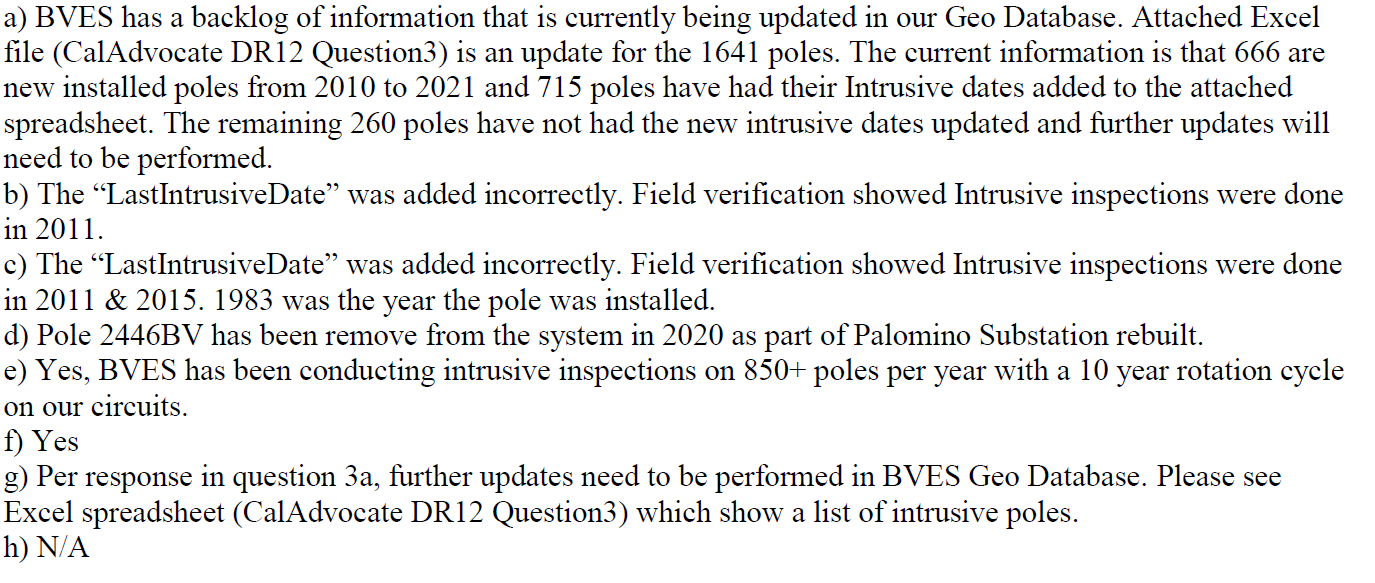 a) BVES has a backlog of information that is currently being updated in our Geo Database. Attached Excel
file (CalAdvocate DR12 Question3) is an update for the 1641 poles. The current information is that 666 are
new installed poles from 2010 to 2021 and 715 poles have had their Intrusive dates added to the attached
spreadsheet. The remaining 260 poles have not had the new intrusive dates updated and further updates will
need to be performed.
b) The “LastIntrusiveDate” was added incorrectly. Field verification showed Intrusive inspections were done
in 2011.
c) The “LastIntrusiveDate” was added incorrectly. Field verification showed Intrusive inspections were done
in 2011 & 2015. 1983 was the year the pole was installed.
d) Pole 2446BV has been remove from the system in 2020 as part of Palomino Substation rebuilt.
e) Yes, BVES has been conducting intrusive inspections on 850+ poles per year with a 10 year rotation cycle
on our circuits.
f) Yes
g) Per response in question 3a, further updates need to be performed in BVES Geo Database. Please see
Excel spreadsheet (CalAdvocate DR12 Question3) which show a list of intrusive poles.
h) N/A